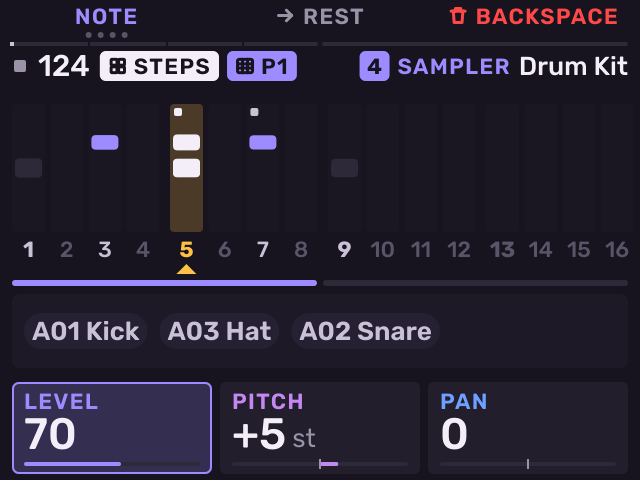 NOTE → REST BACKSPACE
124 STEPS P1 4 SAMPLER Drum Kit
1 2 3 4 5 6 7 8 9 10 11 12 13 14 15 16
A01 Kick A03 Hat A02 Snare
LEVEL PITCH PAN
70 +5 st 0